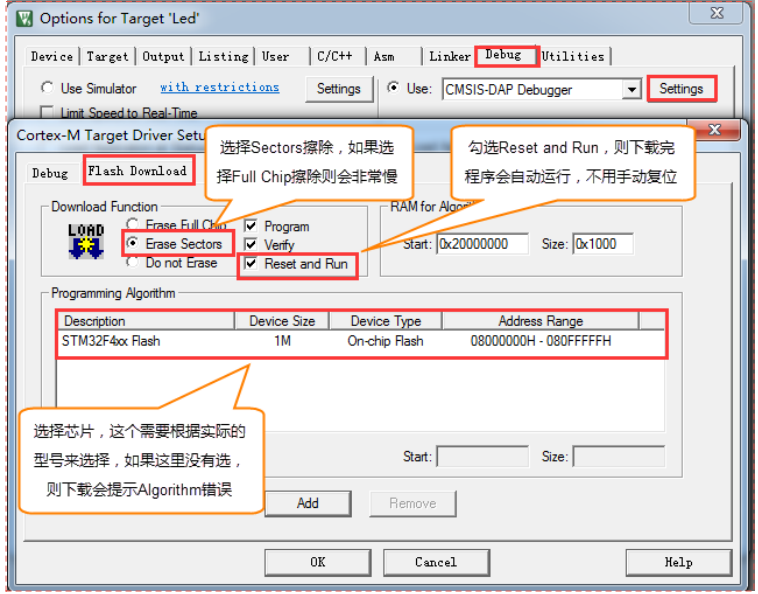 Options for Target 'Led'
Device | Target | Output | Listing | User | C/C++ | Asm | Linker Debug Utilities
Use Simulator with restrictions Settings Use: CMSIS-DAP Debugger Settings
Limit Speed to Real-Time
Cortex-M Target Driver Setu
选择Sectors擦除，如果选
择Full Chip擦除则会非常慢
勾选Reset and Run，则下载完
程序会自动运行，不用手动复位
Debug Flash Download
Download Function
LOAD
Erase Full Chip
Erase Sectors
Do not Erase
Program
Verify
Reset and Run
RAM for Algorithm
Start: 0x20000000 Size: 0x1000
Programming Algorithm
Description Device Size Device Type Address Range
STM32F4xx Flash 1M On-chip Flash 08000000H - 080FFFFFH
选择芯片，这个需要根据实际的
型号来选择，如果这里没有选，
则下载会提示Algorithm错误
Start: Size:
Add Remove
OK Cancel Help